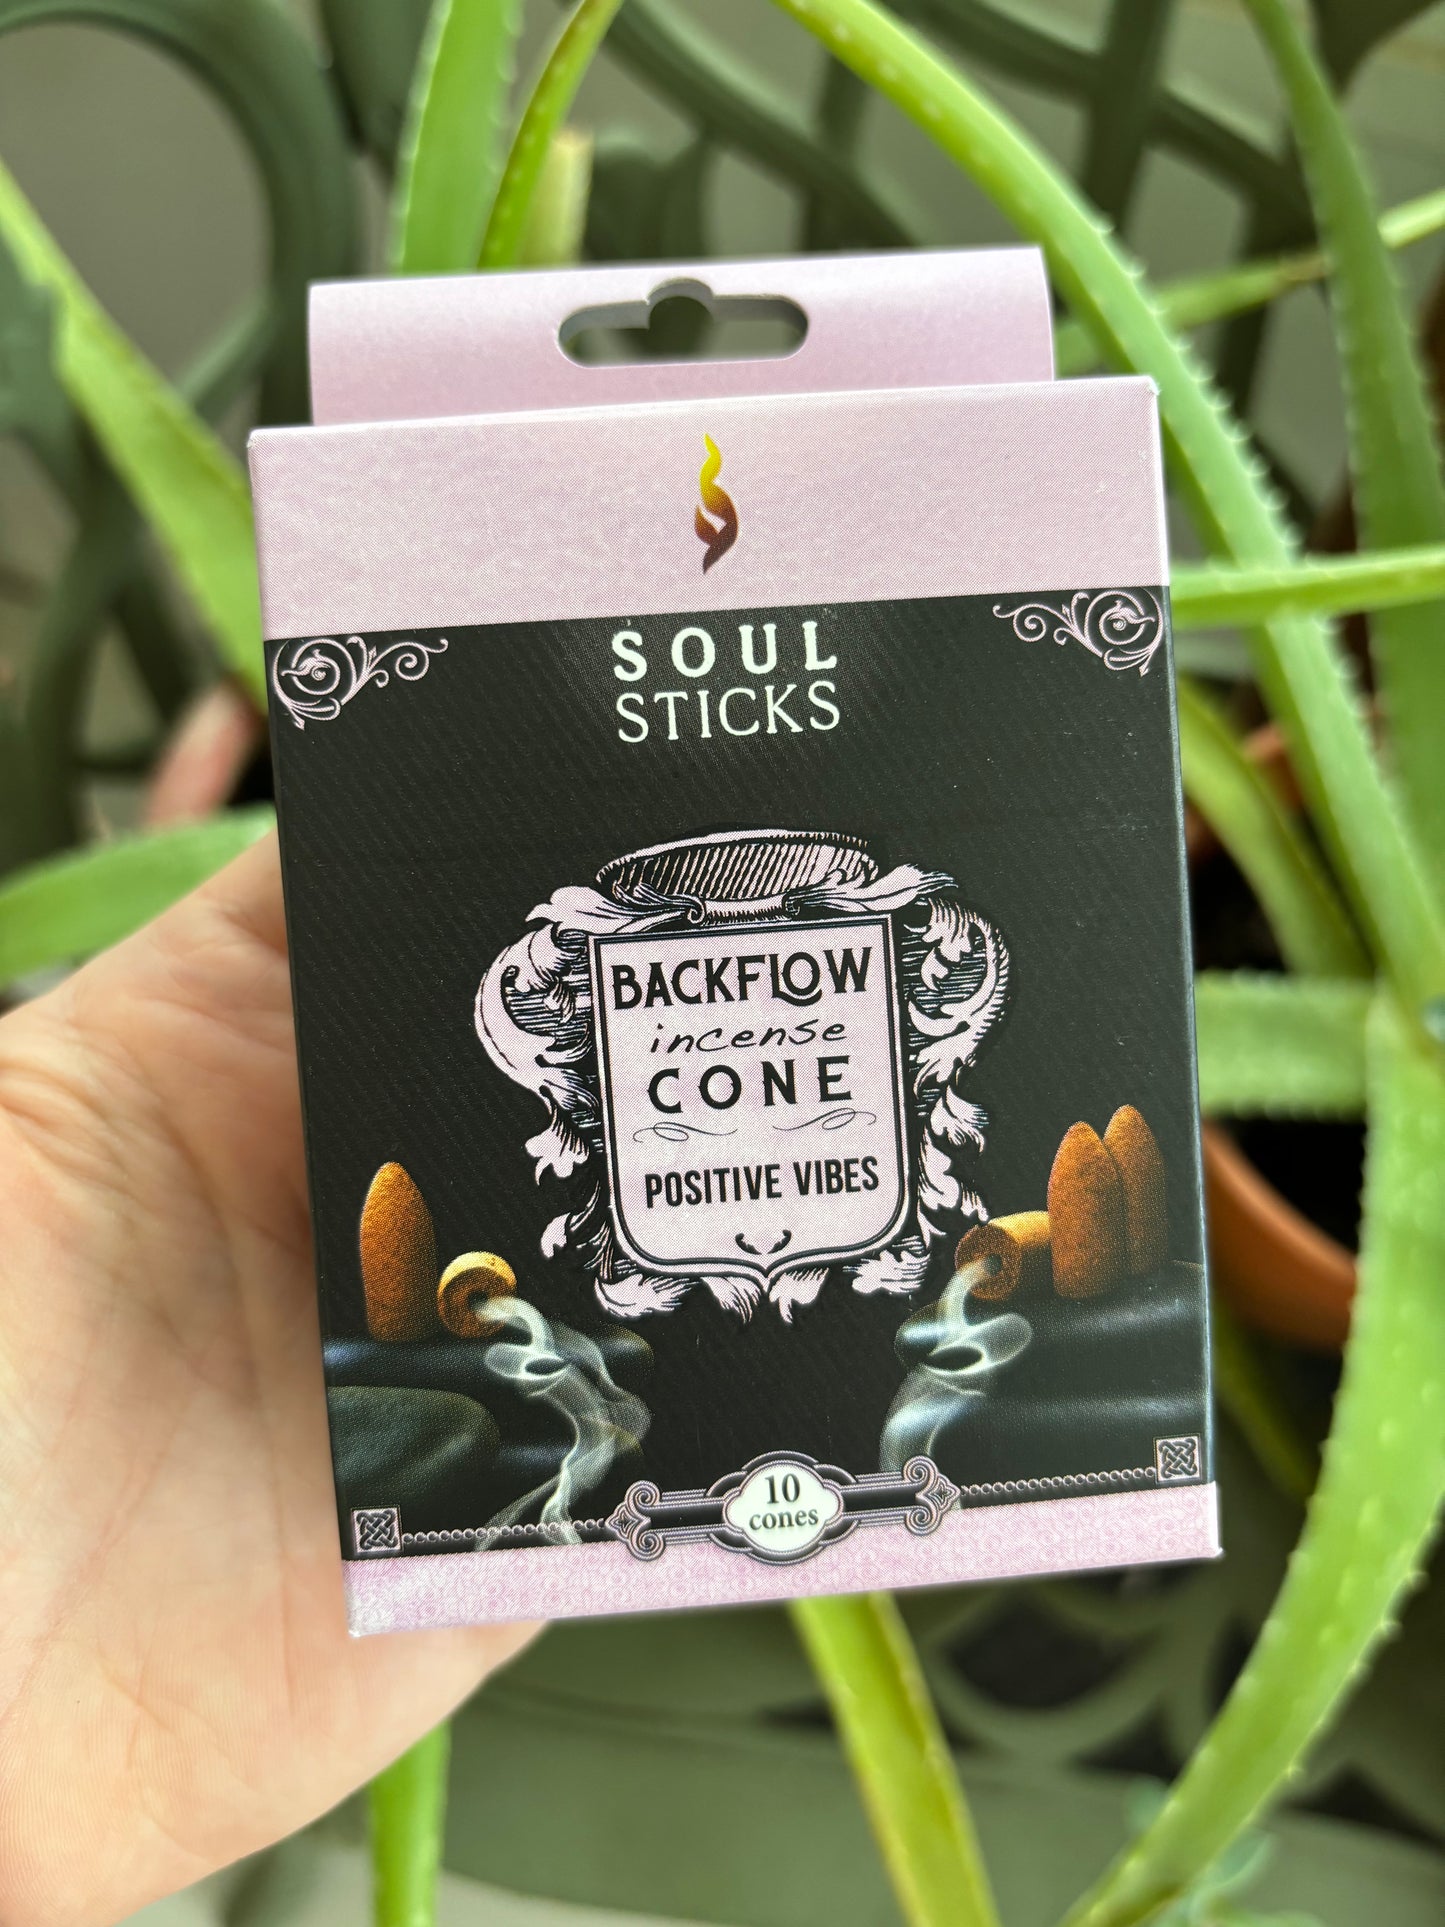 SOUL
STICKS
BACKFLOW
incense
CONE
POSITIVE VIBES
10
cones